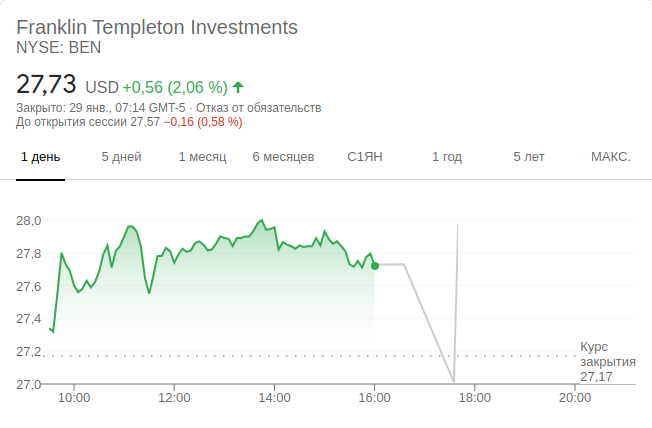 Franklin Templeton Investments
NYSE: BEN
27,73 USD +0,56 (2,06 %)
Закрыто: 29 янв., 07:14 GMT-5 · Отказ от обязательств
До открытия сессии 27,57 −0,16 (0,58 %)
1 день 5 дней 1 месяц 6 месяцев С1ЯН 1 год 5 лет МАКС.
28,0
27,8
27,6
27,4
27,2
27,0
Курс
закрытия
27,17
10:00 12:00 14:00 16:00 18:00 20:00